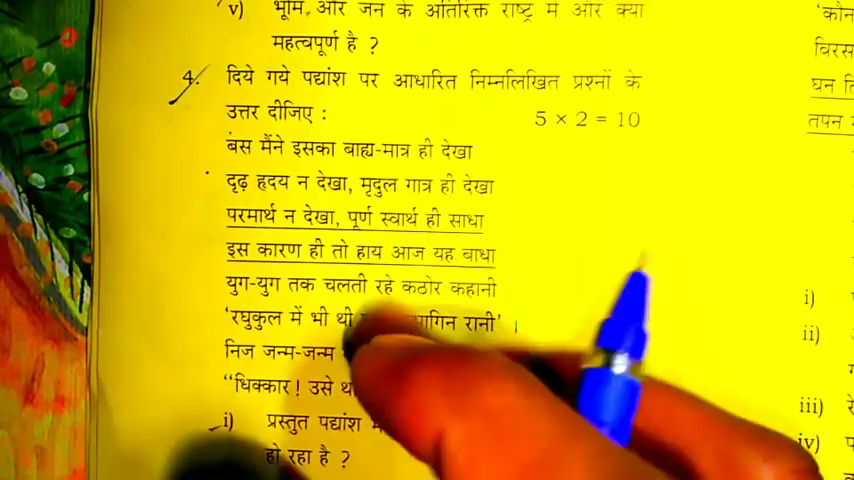 v) भूमि, और जन के अतिरिक्त राष्ट्र में और क्या
महत्वपूर्ण है ?
4. दिये गये पद्यांश पर आधारित निम्नलिखित प्रश्नों के
उत्तर दीजिए : 5 × 2 = 10
बस मैंने इसका बाह्य-मात्र ही देखा
दृढ़ हृदय न देखा, मृदुल गात्र ही देखा
परमार्थ न देखा, पूर्ण स्वार्थ ही साधा
इस कारण ही तो हाय आज यह बाधा
युग-युग तक चलती रहे कठोर कहानी
'रघुकुल में भी थी रानी' ।
निज जन्म-जन्म
"धिक्कार! उसे
i) प्रस्तुत पद्यांश
हो रहा है ?
'कौन
विरस
घन
तपन
i)
ii)
iii)
iv)